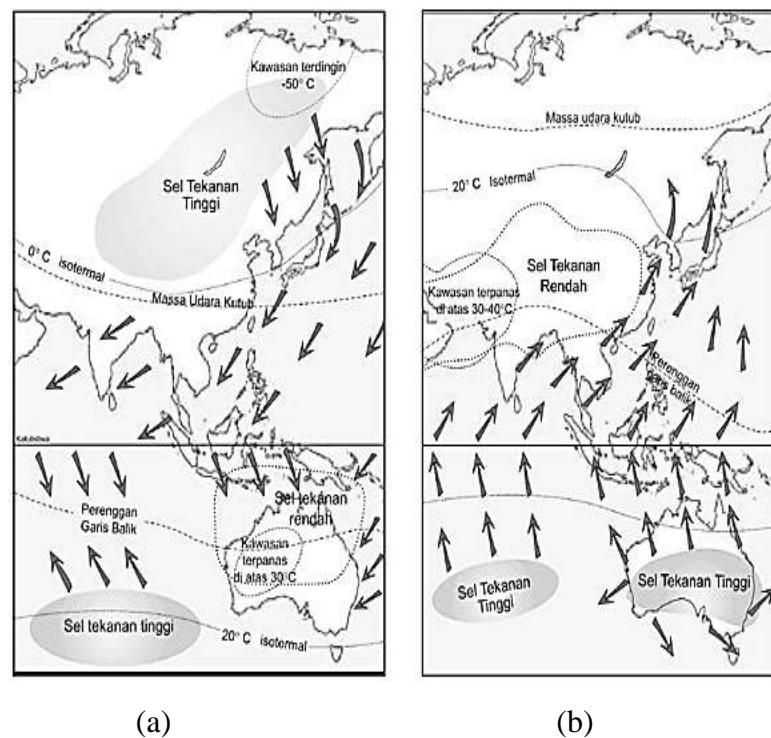 Kawasan terdingin
-50° C
Sel Tekanan
Tinggi
0° C isotermal
Massa Udara Kutub
Perenggan
Garis Balik
Sel tekanan
rendah
Kawasan
terpanas
di atas 30°C
Sel tekanan tinggi
20° C isotermal
(a)
Massa udara kutub
20° C Isotermal
Sel Tekanan
Rendah
Kawasan terpanas
di atas 30-40°C
Perenggan
Garis balik
Sel Tekanan
Tinggi
Sel Tekanan Tinggi
(b)